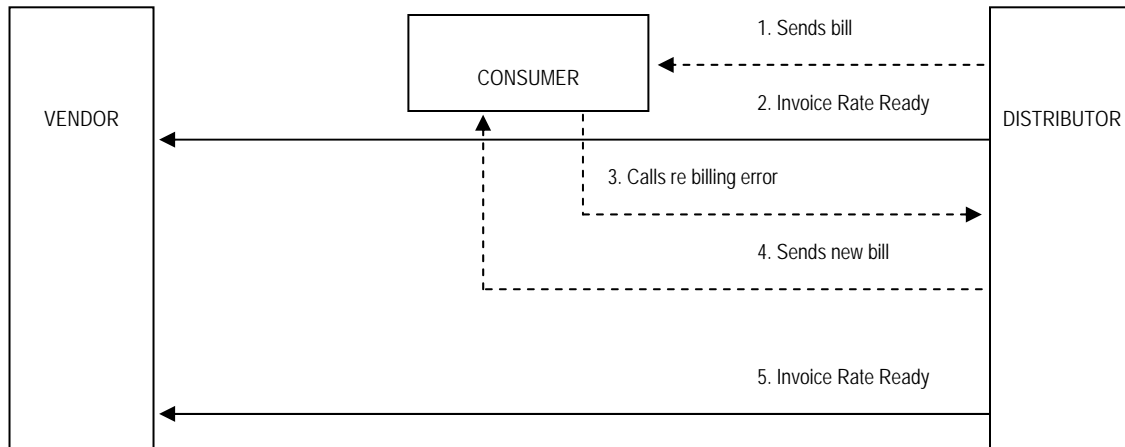 1. Sends bill
CONSUMER
2. Invoice Rate Ready
VENDOR
DISTRIBUTOR
3. Calls re billing error
4. Sends new bill
5. Invoice Rate Ready